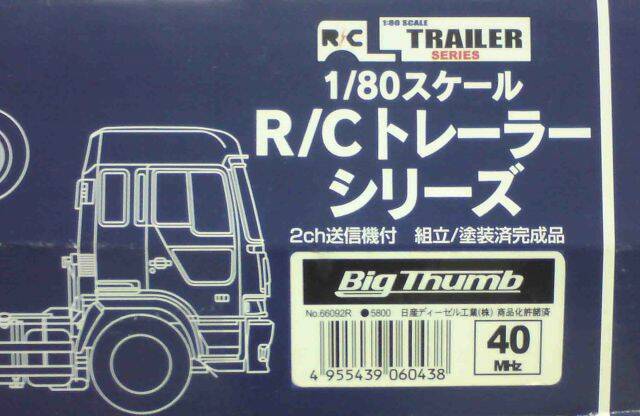 R/C 1:80 SCALE
TRAILER
SERIES
1/80スケール
R/Cトレーラー
シリーズ
2ch送信機付 組立/塗装済完成品
Big Thumb
No.66092R ●5800 日産ディーゼル工業(株) 商品化許諾済
40
MHz
4 955439 060438